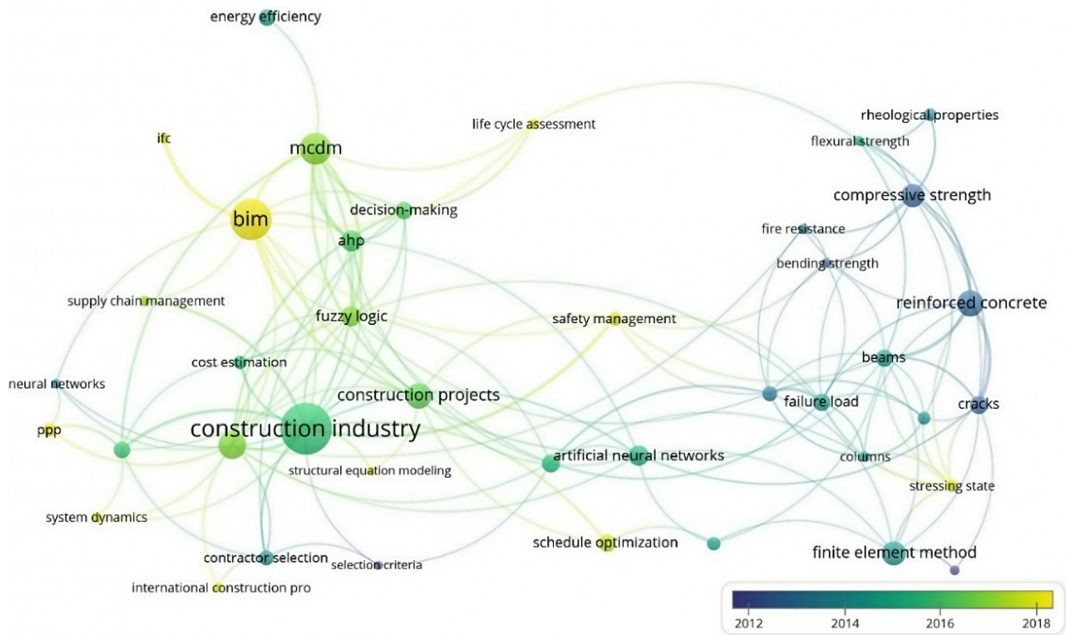 energy efficiency
rheological properties
life cycle assessment
ifc
flexural strength
mcdm
compressive strength
decision-making
bim
fire resistance
ahp
bending strength
supply chain management
reinforced concrete
fuzzy logic
safety management
beams
cost estimation
neural networks
construction projects
failure load
cracks
ppp
construction industry
artificial neural networks
columns
structural equation modeling
stressing state
system dynamics
schedule optimization
finite element method
contractor selection
selection criteria
international construction pro
2012 2014 2016 2018